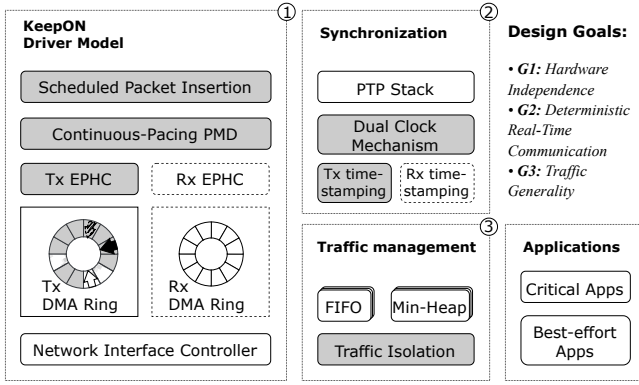 ①
KeepON
Driver Model
Scheduled Packet Insertion
Continuous-Pacing PMD
Tx EPHC
Rx EPHC
Tx
DMA Ring
Rx
DMA Ring
Network Interface Controller
②
Synchronization
PTP Stack
Dual Clock
Mechanism
Tx time-
stamping
Rx time-
stamping
③
Traffic management
FIFO
Min-Heap
Traffic Isolation
Design Goals:
• G1: Hardware
Independence
• G2: Deterministic
Real-Time
Communication
• G3: Traffic
Generality
Applications
Critical Apps
Best-effort
Apps